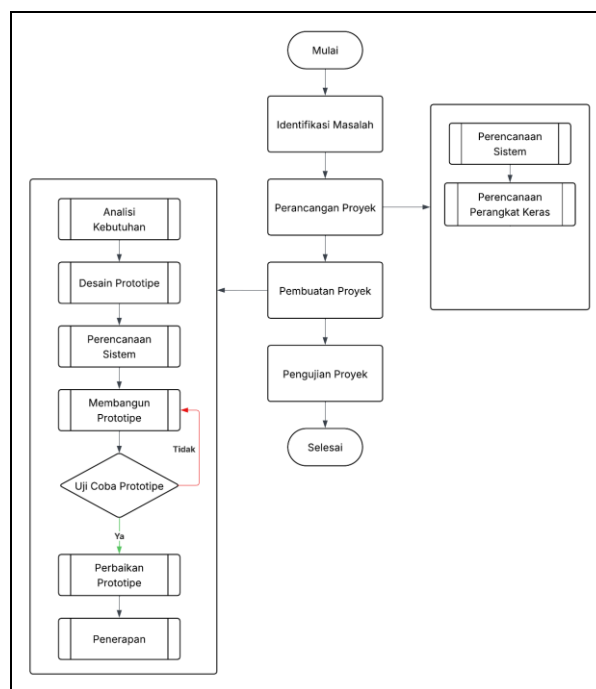 Mulai
Identifikasi Masalah
Perancangan Proyek
Pembuatan Proyek
Pengujian Proyek
Selesai
Perencanaan
Sistem
Perencanaan
Perangkat Keras
Analisi
Kebutuhan
Desain Prototipe
Perencanaan
Sistem
Membangun
Prototipe
Tidak
Uji Coba Prototipe
Ya
Perbaikan
Prototipe
Penerapan